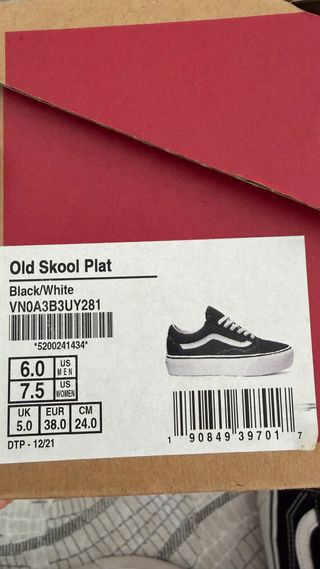 Old Skool Plat
Black/White
VN0A3B3UY281
*5200241434*
6.0 US MEN
7.5 US WOMEN
UK EUR CM
5.0 38.0 24.0
DTP - 12/21
1 90849 39701 7